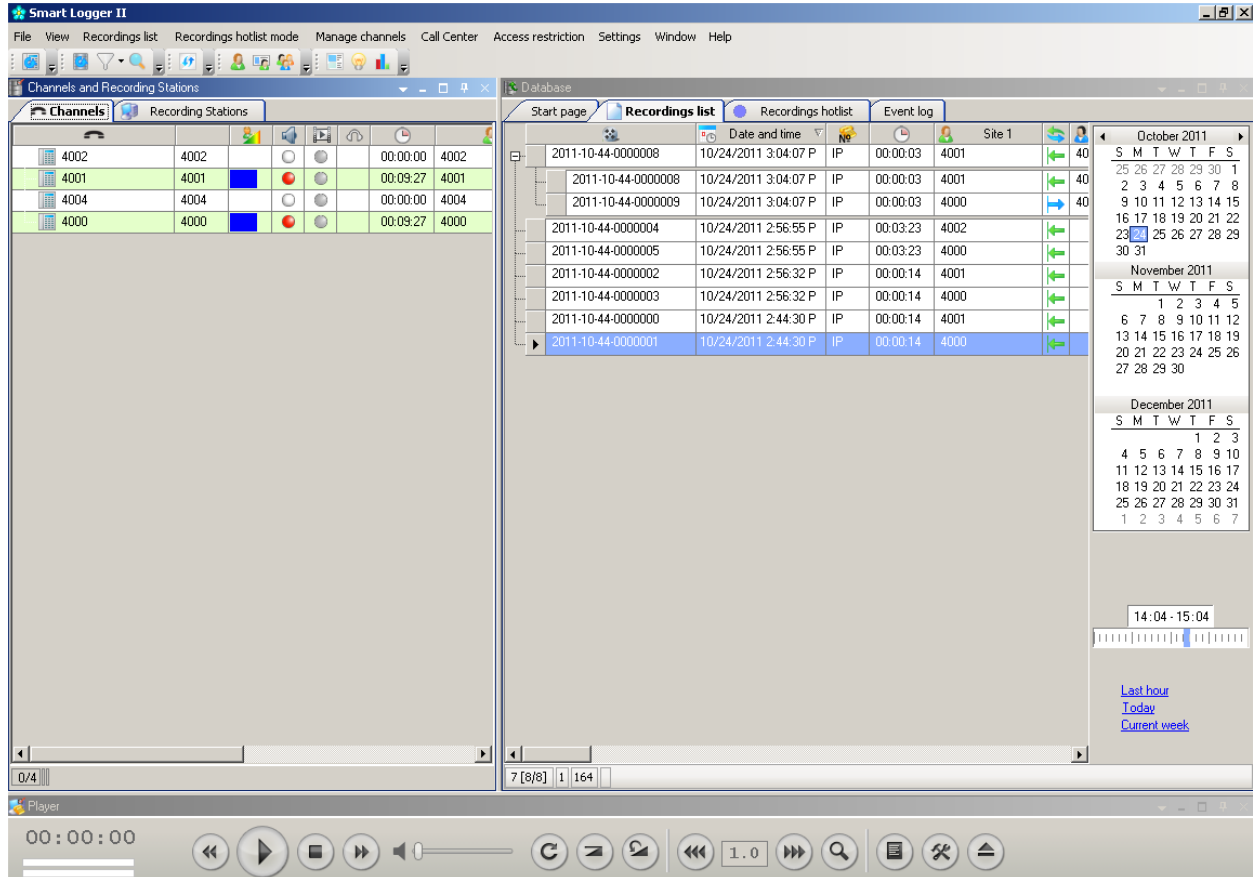 Smart Logger II
File View Recordings list Recordings hotlist mode Manage channels Call Center Access restriction Settings Window Help
Channels and Recording Stations
Channels Recording Stations
4002 4002 00:00:00 4002
4001 4001 00:09:27 4001
4004 4004 00:00:00 4004
4000 4000 00:09:27 4000
0/4
Database
Start page Recordings list Recordings hotlist Event log
Date and time Nº Site 1
2011-10-44-0000008 10/24/2011 3:04:07 P IP 00:00:03 4001 40
2011-10-44-0000008 10/24/2011 3:04:07 P IP 00:00:03 4001 40
2011-10-44-0000009 10/24/2011 3:04:07 P IP 00:00:03 4000 40
2011-10-44-0000004 10/24/2011 2:56:55 P IP 00:03:23 4002
2011-10-44-0000005 10/24/2011 2:56:55 P IP 00:03:23 4000
2011-10-44-0000002 10/24/2011 2:56:32 P IP 00:00:14 4001
2011-10-44-0000003 10/24/2011 2:56:32 P IP 00:00:14 4000
2011-10-44-0000000 10/24/2011 2:44:30 P IP 00:00:14 4001
2011-10-44-0000001 10/24/2011 2:44:30 P IP 00:00:14 4000
7 [8/8] 1 164
October 2011
S M T W T F S
25 26 27 28 29 30 1
2 3 4 5 6 7 8
9 10 11 12 13 14 15
16 17 18 19 20 21 22
23 24 25 26 27 28 29
30 31
November 2011
S M T W T F S
1 2 3 4 5
6 7 8 9 10 11 12
13 14 15 16 17 18 19
20 21 22 23 24 25 26
27 28 29 30
December 2011
S M T W T F S
1 2 3
4 5 6 7 8 9 10
11 12 13 14 15 16 17
18 19 20 21 22 23 24
25 26 27 28 29 30 31
1 2 3 4 5 6 7
14:04 - 15:04
Last hour
Today
Current week
Player
00:00:00
1.0